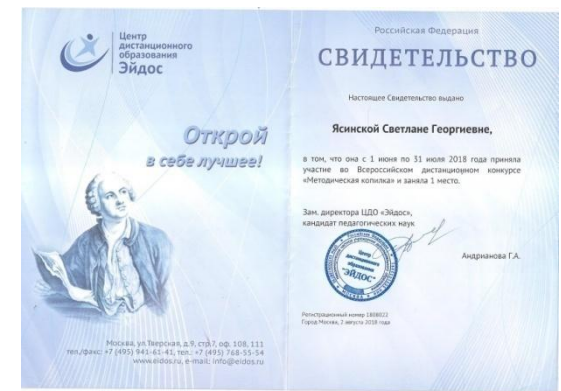 Центр
дистанционного
образования
Эйдос
Открой
в себе лучшее!
Москва, ул.Тверская, д.9, стр.7, оф. 108, 111
тел./факс: +7 (495) 941-61-41, тел.: +7 (495) 768-55-54
www.eidos.ru, e-mail: info@eidos.ru
Российская Федерация
СВИДЕТЕЛЬСТВО
Настоящее Свидетельство выдано
Ясинской Светлане Георгиевне,
в том, что она с 1 июня по 31 июля 2018 года приняла
участие во Всероссийском дистанционном конкурсе
«Методическая копилка» и заняла 1 место.
Зам. директора ЦДО «Эйдос»,
кандидат педагогических наук
Центр
дистанционного
образования
"ЭЙДОС"
Андрианова Г.А.
Регистрационный номер 1808022
Город Москва, 2 августа 2018 года